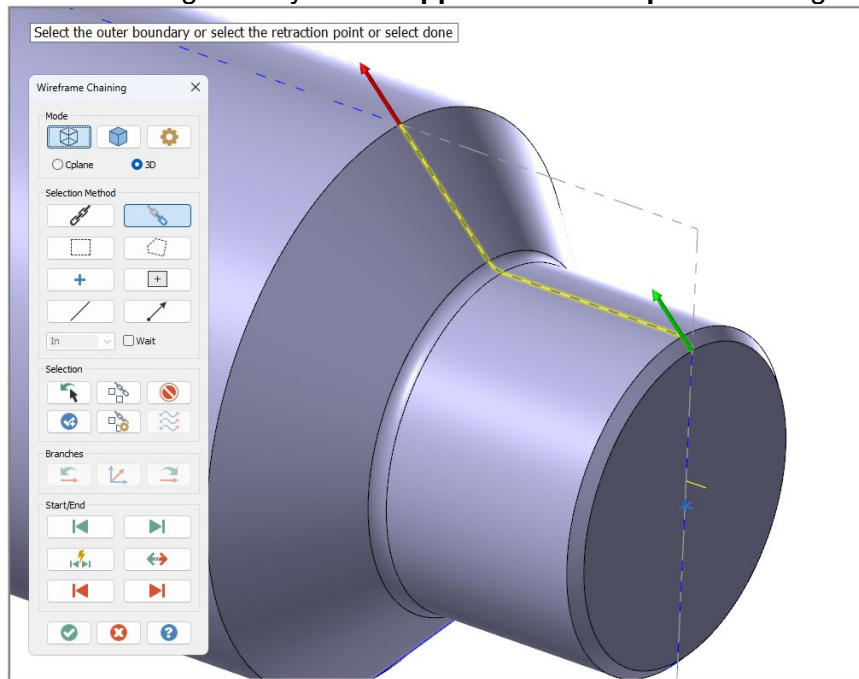 Select the outer boundary or select the retraction point or select done
Wireframe Chaining
Mode
Cplane
3D
Selection Method
In
Wait
Selection
Branches
Start/End